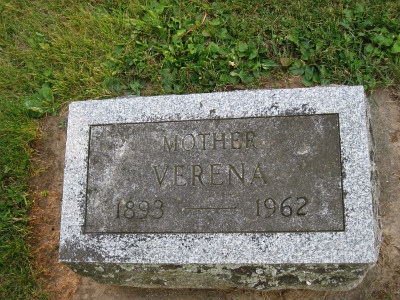 MOTHER
VERENA
1893 — 1962